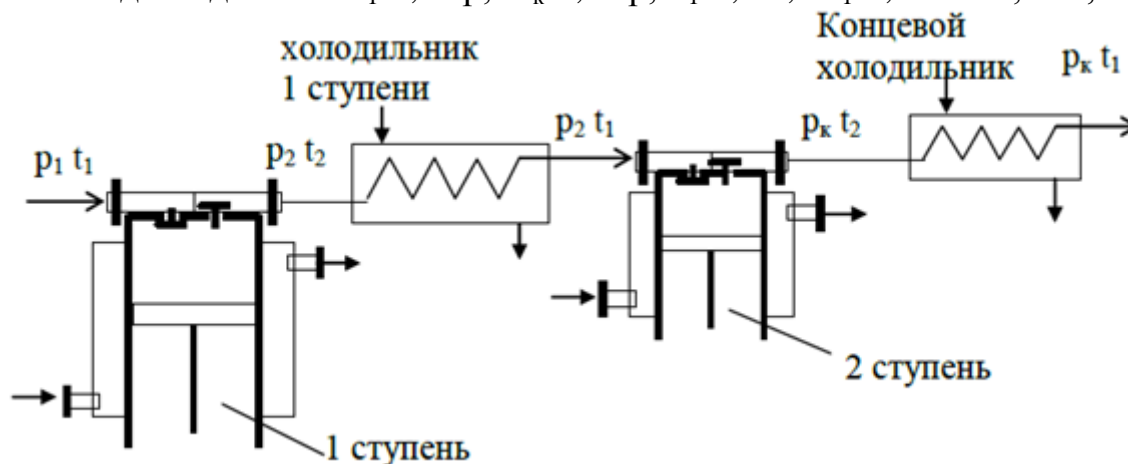 холодильник
1 ступени
Концевой
холодильник
pк t1
p1 t1
p2 t2
p2 t1
pк t2
2 ступень
1 ступень